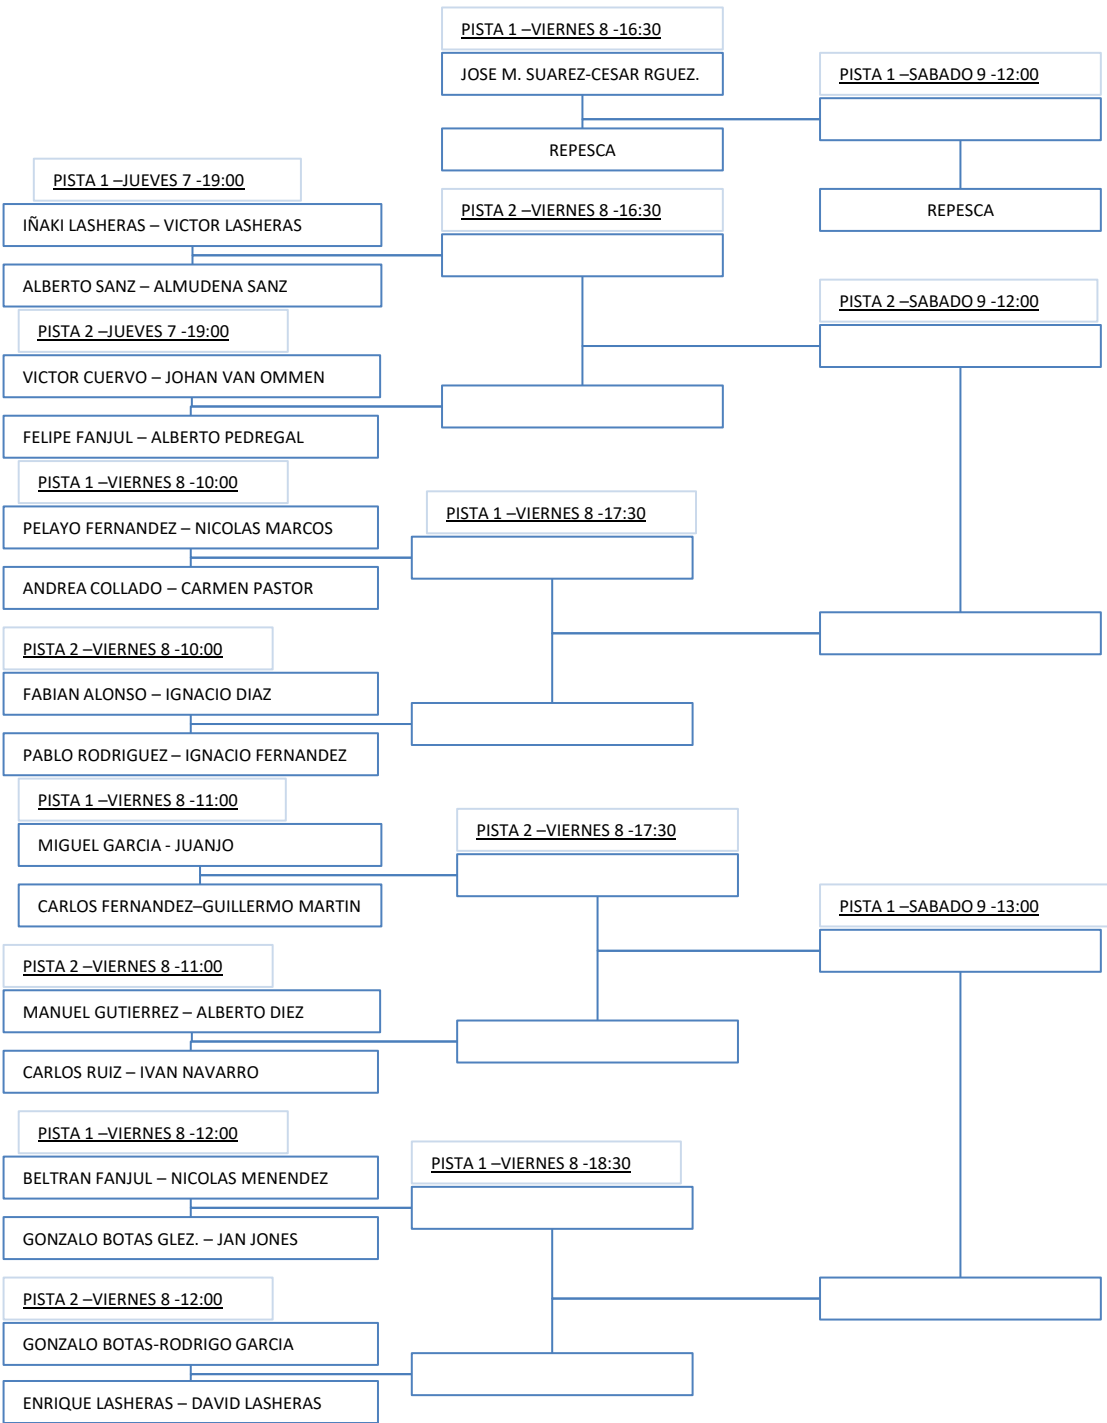 PISTA 1 –VIERNES 8 -16:30
JOSE M. SUAREZ-CESAR RGUEZ.
PISTA 1 –SABADO 9 -12:00
REPESCA
PISTA 1 –JUEVES 7 -19:00
IÑAKI LASHERAS – VICTOR LASHERAS
PISTA 2 –VIERNES 8 -16:30
REPESCA
ALBERTO SANZ – ALMUDENA SANZ
PISTA 2 –SABADO 9 -12:00
PISTA 2 –JUEVES 7 -19:00
VICTOR CUERVO – JOHAN VAN OMMEN
FELIPE FANJUL – ALBERTO PEDREGAL
PISTA 1 –VIERNES 8 -10:00
PELAYO FERNANDEZ – NICOLAS MARCOS
PISTA 1 –VIERNES 8 -17:30
ANDREA COLLADO – CARMEN PASTOR
PISTA 2 –VIERNES 8 -10:00
FABIAN ALONSO – IGNACIO DIAZ
PABLO RODRIGUEZ – IGNACIO FERNANDEZ
PISTA 1 –VIERNES 8 -11:00
MIGUEL GARCIA - JUANJO
PISTA 2 –VIERNES 8 -17:30
CARLOS FERNANDEZ–GUILLERMO MARTIN
PISTA 1 –SABADO 9 -13:00
PISTA 2 –VIERNES 8 -11:00
MANUEL GUTIERREZ – ALBERTO DIEZ
CARLOS RUIZ – IVAN NAVARRO
PISTA 1 –VIERNES 8 -12:00
BELTRAN FANJUL – NICOLAS MENENDEZ
PISTA 1 –VIERNES 8 -18:30
GONZALO BOTAS GLEZ. – JAN JONES
PISTA 2 –VIERNES 8 -12:00
GONZALO BOTAS-RODRIGO GARCIA
ENRIQUE LASHERAS – DAVID LASHERAS